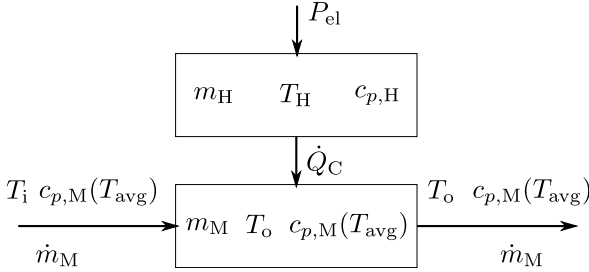 P_el
m_H T_H c_p,H
Q̇_C
T_i c_p,M(T_avg) T_o c_p,M(T_avg)
m_M T_o c_p,M(T_avg)
ṁ_M ṁ_M